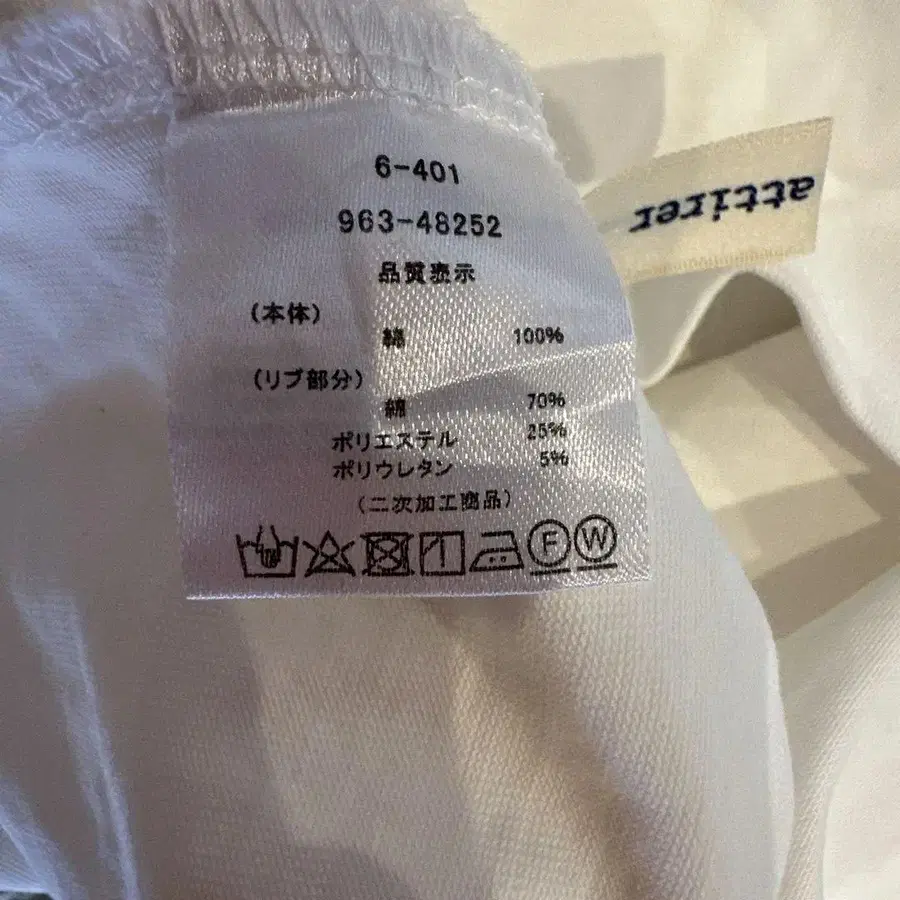 6-401
963-48252
品質表示
(本体)
綿 100%
(リブ部分)
綿 70%
ポリエステル 25%
ポリウレタン 5%
(二次加工商品)
F W
attirer